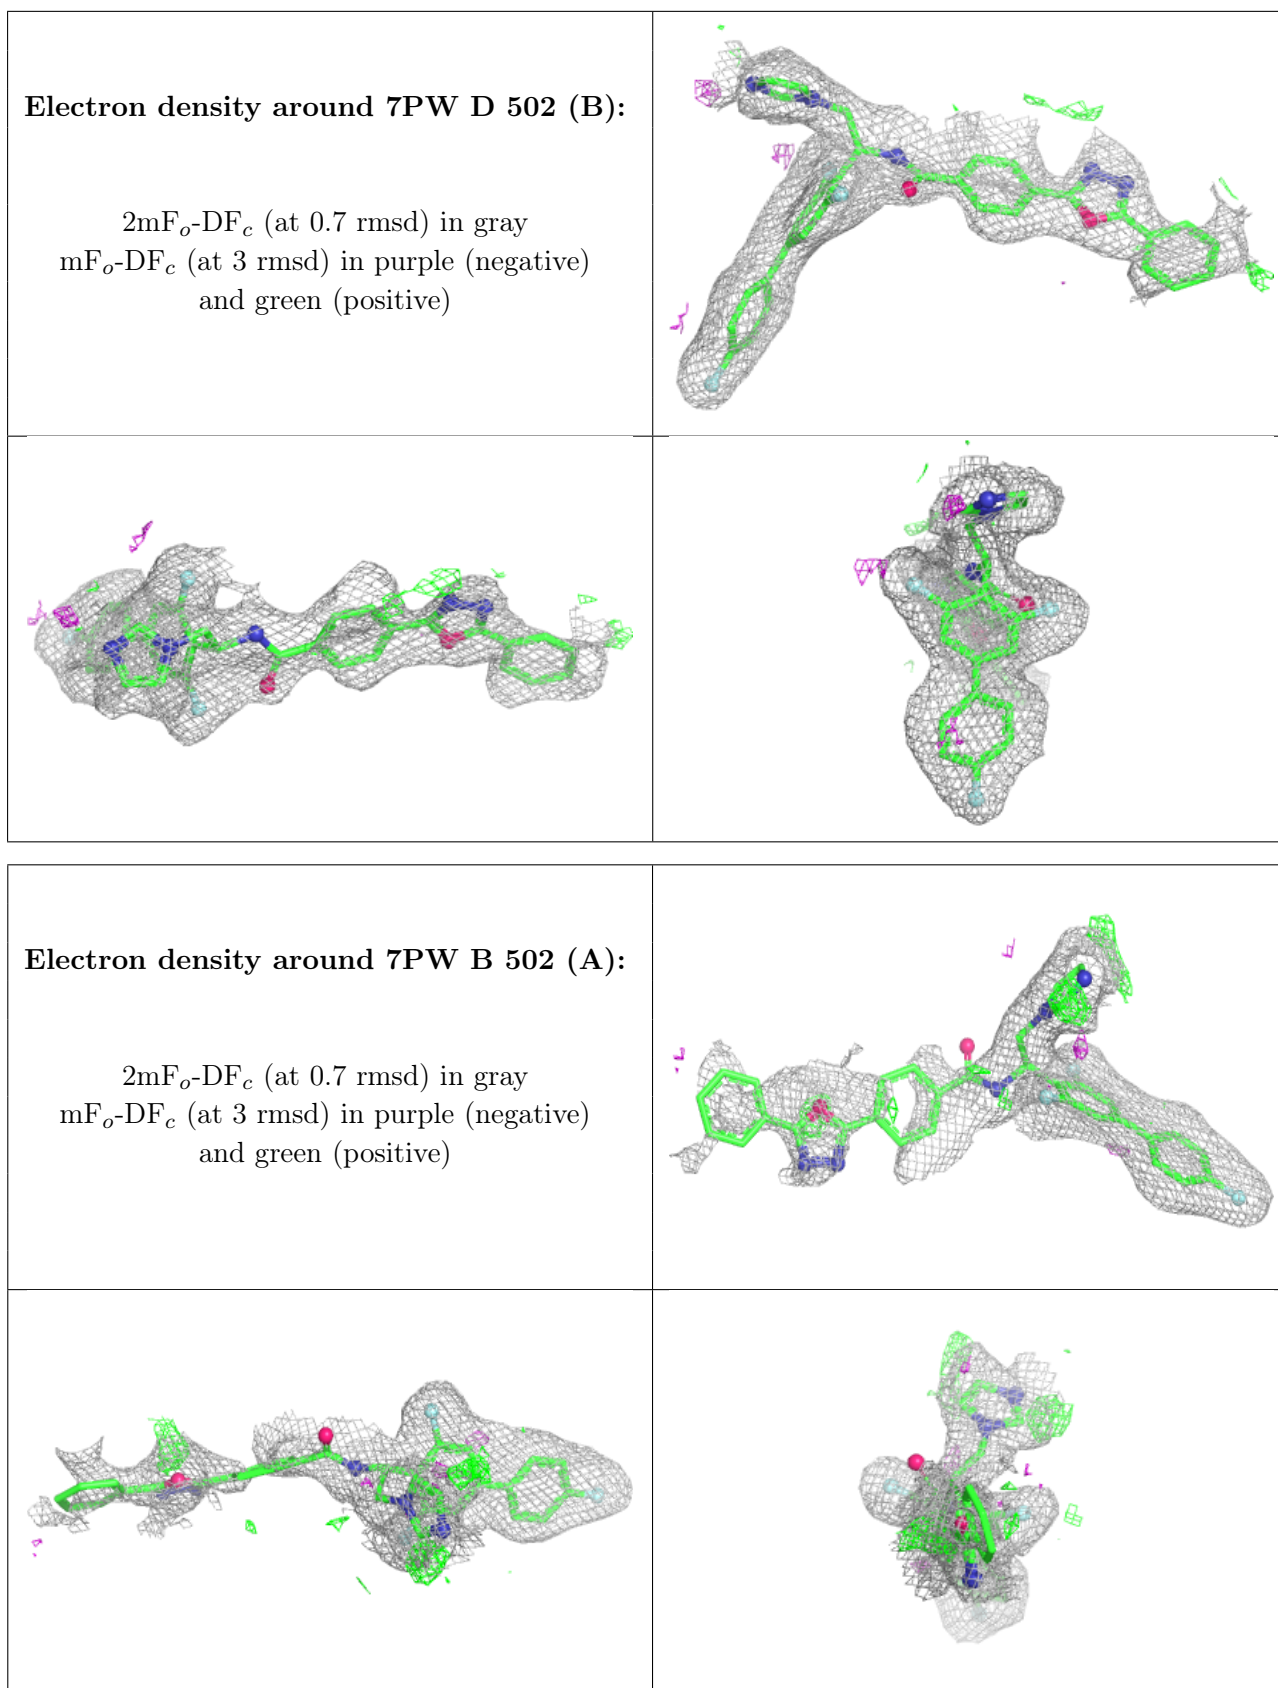 Electron density around 7PW D 502 (B):
2mFo-DFc (at 0.7 rmsd) in gray
mFo-DFc (at 3 rmsd) in purple (negative)
and green (positive)
Electron density around 7PW B 502 (A):
2mFo-DFc (at 0.7 rmsd) in gray
mFo-DFc (at 3 rmsd) in purple (negative)
and green (positive)